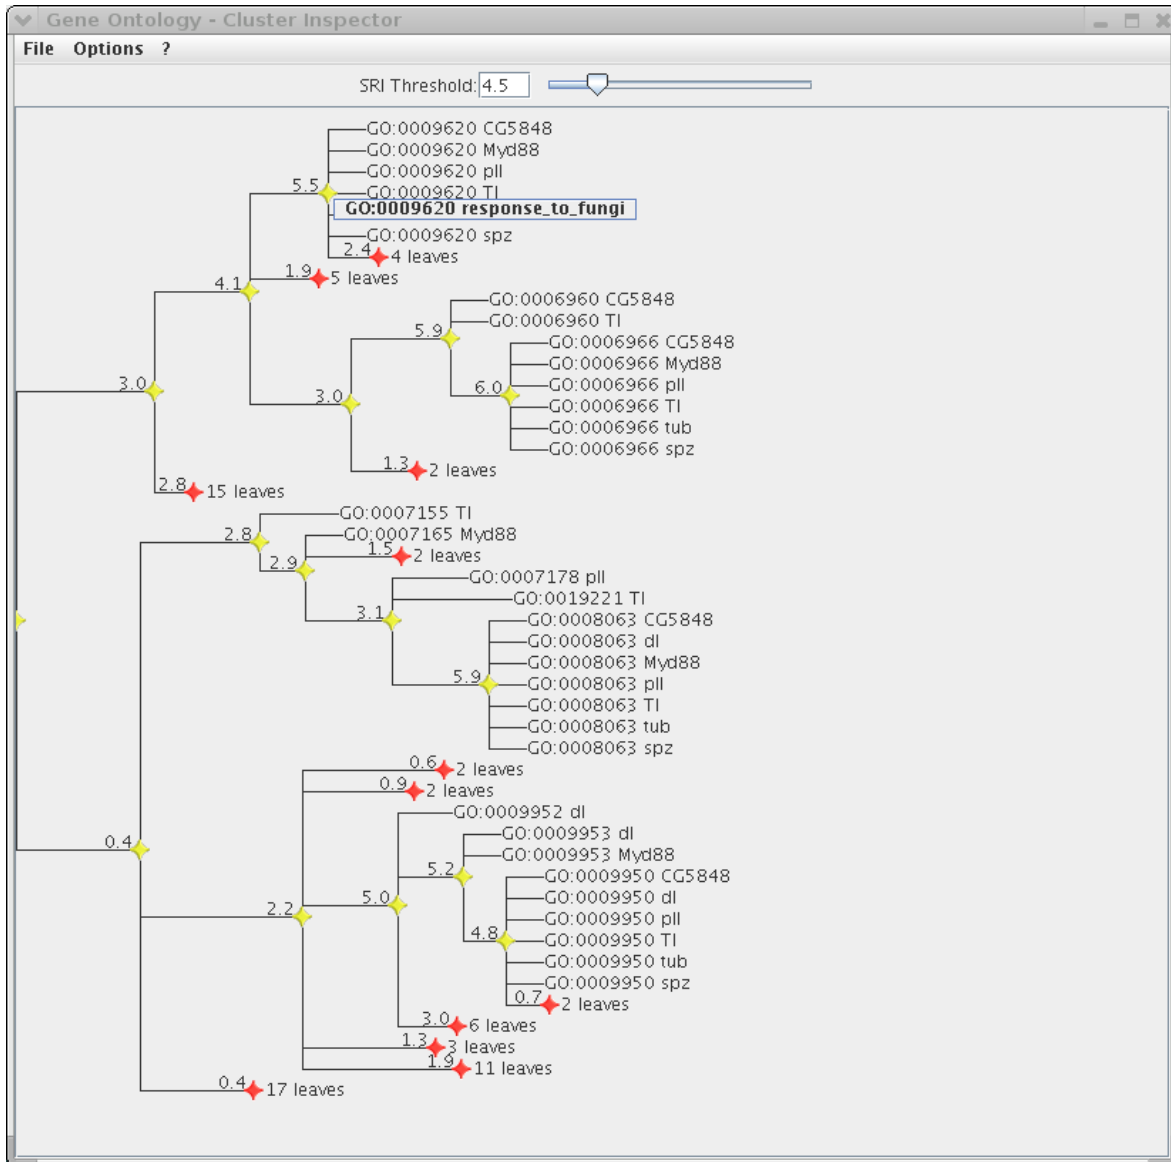 Gene Ontology - Cluster Inspector
File Options ?
SRI Threshold: 4.5
GO:0009620 CG5848
GO:0009620 Myd88
GO:0009620 pll
5.5 GO:0009620 Tl
GO:0009620 response_to_fungi
GO:0009620 spz
2.4 4 leaves
1.9 5 leaves
4.1
GO:0006960 CG5848
GO:0006960 Tl
5.9
GO:0006966 CG5848
GO:0006966 Myd88
3.0 6.0 GO:0006966 pll
3.0 GO:0006966 Tl
GO:0006966 tub
GO:0006966 spz
1.3 2 leaves
2.8 15 leaves
GO:0007155 Tl
2.8 GO:0007165 Myd88
1.5 2 leaves
2.9
GO:0007178 pll
GO:0019221 Tl
3.1 GO:0008063 CG5848
GO:0008063 dl
GO:0008063 Myd88
5.9 GO:0008063 pll
GO:0008063 Tl
GO:0008063 tub
GO:0008063 spz
0.6 2 leaves
0.9 2 leaves
GO:0009952 dl
GO:0009953 dl
0.4 GO:0009953 Myd88
5.2 GO:0009950 CG5848
5.0 GO:0009950 dl
2.2 GO:0009950 pll
4.8 GO:0009950 Tl
GO:0009950 tub
GO:0009950 spz
0.7 2 leaves
3.0 6 leaves
1.3 3 leaves
1.9 11 leaves
0.4 17 leaves